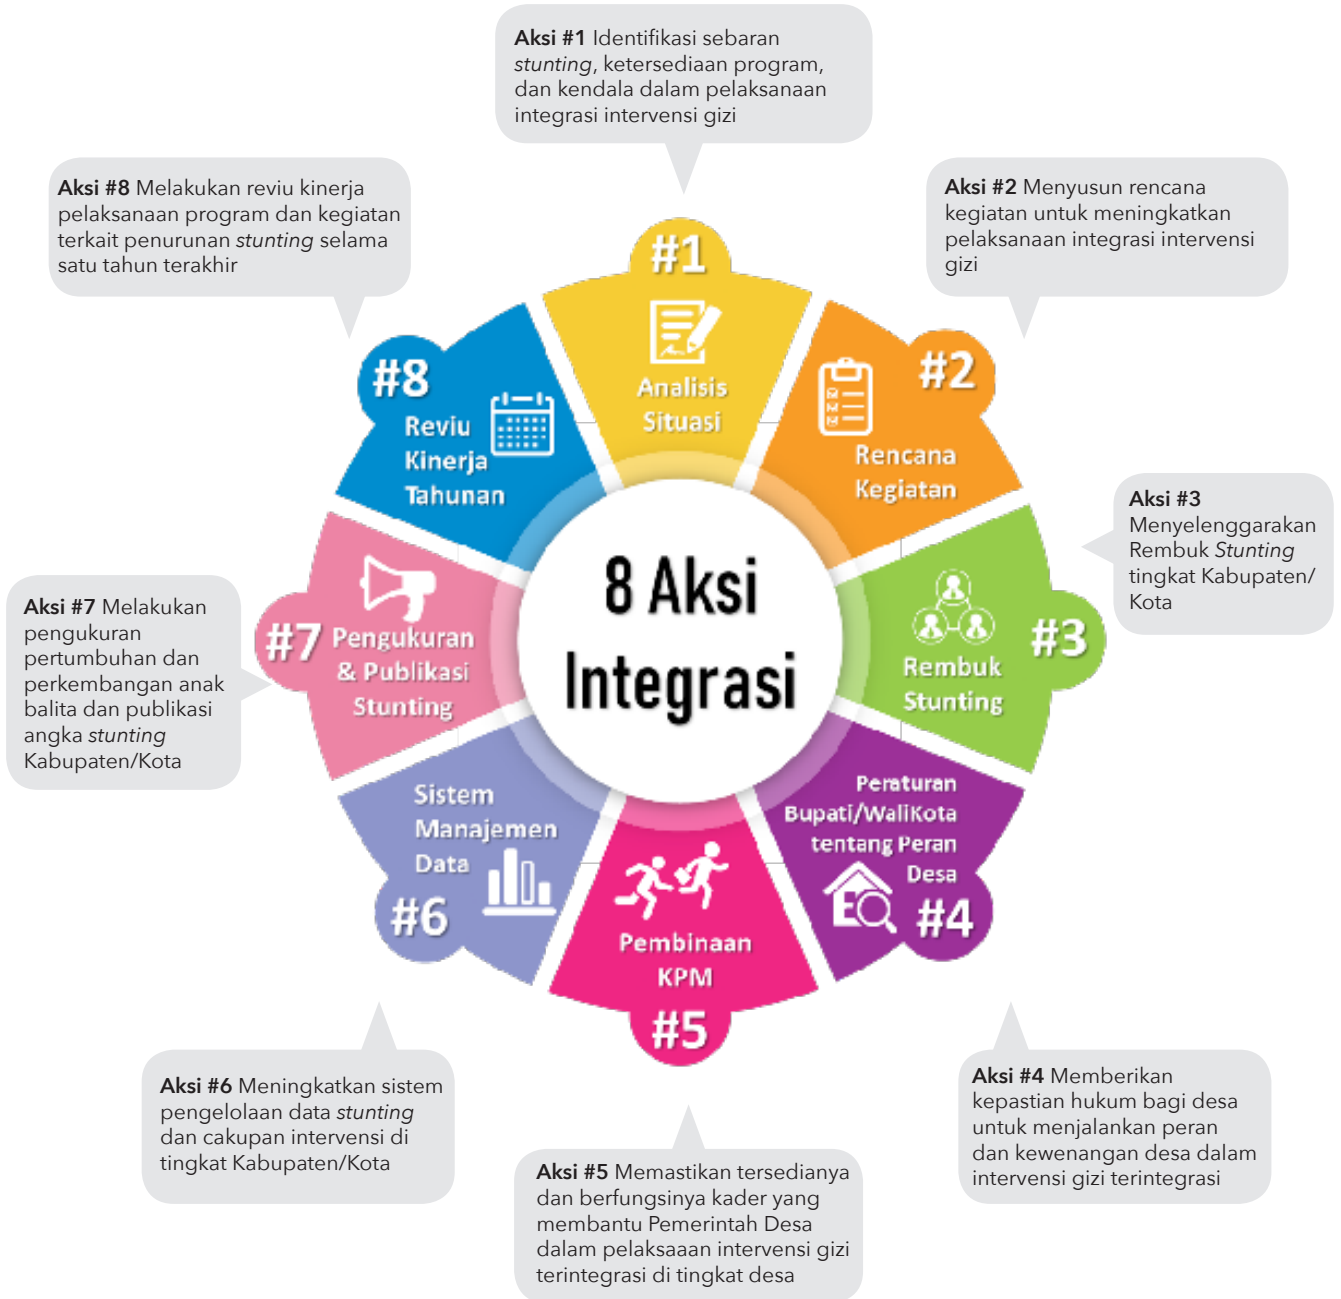 Aksi #1 Identifikasi sebaran
stunting, ketersediaan program,
dan kendala dalam pelaksanaan
integrasi intervensi gizi
Aksi #8 Melakukan reviu kinerja
pelaksanaan program dan kegiatan
terkait penurunan stunting selama
satu tahun terakhir
Aksi #2 Menyusun rencana
kegiatan untuk meningkatkan
pelaksanaan integrasi intervensi
gizi
#1
Analisis
Situasi
#8
Reviu
Kinerja
Tahunan
#2
Rencana
Kegiatan
Aksi #3
Menyelenggarakan
Rembuk Stunting
tingkat Kabupaten/
Kota
8 Aksi
Integrasi
#7
Pengukuran
& Publikasi
Stunting
#3
Rembuk
Stunting
Aksi #7 Melakukan
pengukuran
pertumbuhan dan
perkembangan anak
balita dan publikasi
angka stunting
Kabupaten/Kota
Sistem
Manajemen
Data
#6
Peraturan
Bupati/WaliKota
tentang Peran
Desa
#4
Pembinaan
KPM
#5
Aksi #6 Meningkatkan sistem
pengelolaan data stunting
dan cakupan intervensi di
tingkat Kabupaten/Kota
Aksi #4 Memberikan
kepastian hukum bagi desa
untuk menjalankan peran
dan kewenangan desa dalam
intervensi gizi terintegrasi
Aksi #5 Memastikan tersedianya
dan berfungsinya kader yang
membantu Pemerintah Desa
dalam pelaksaaan intervensi gizi
terintegrasi di tingkat desa